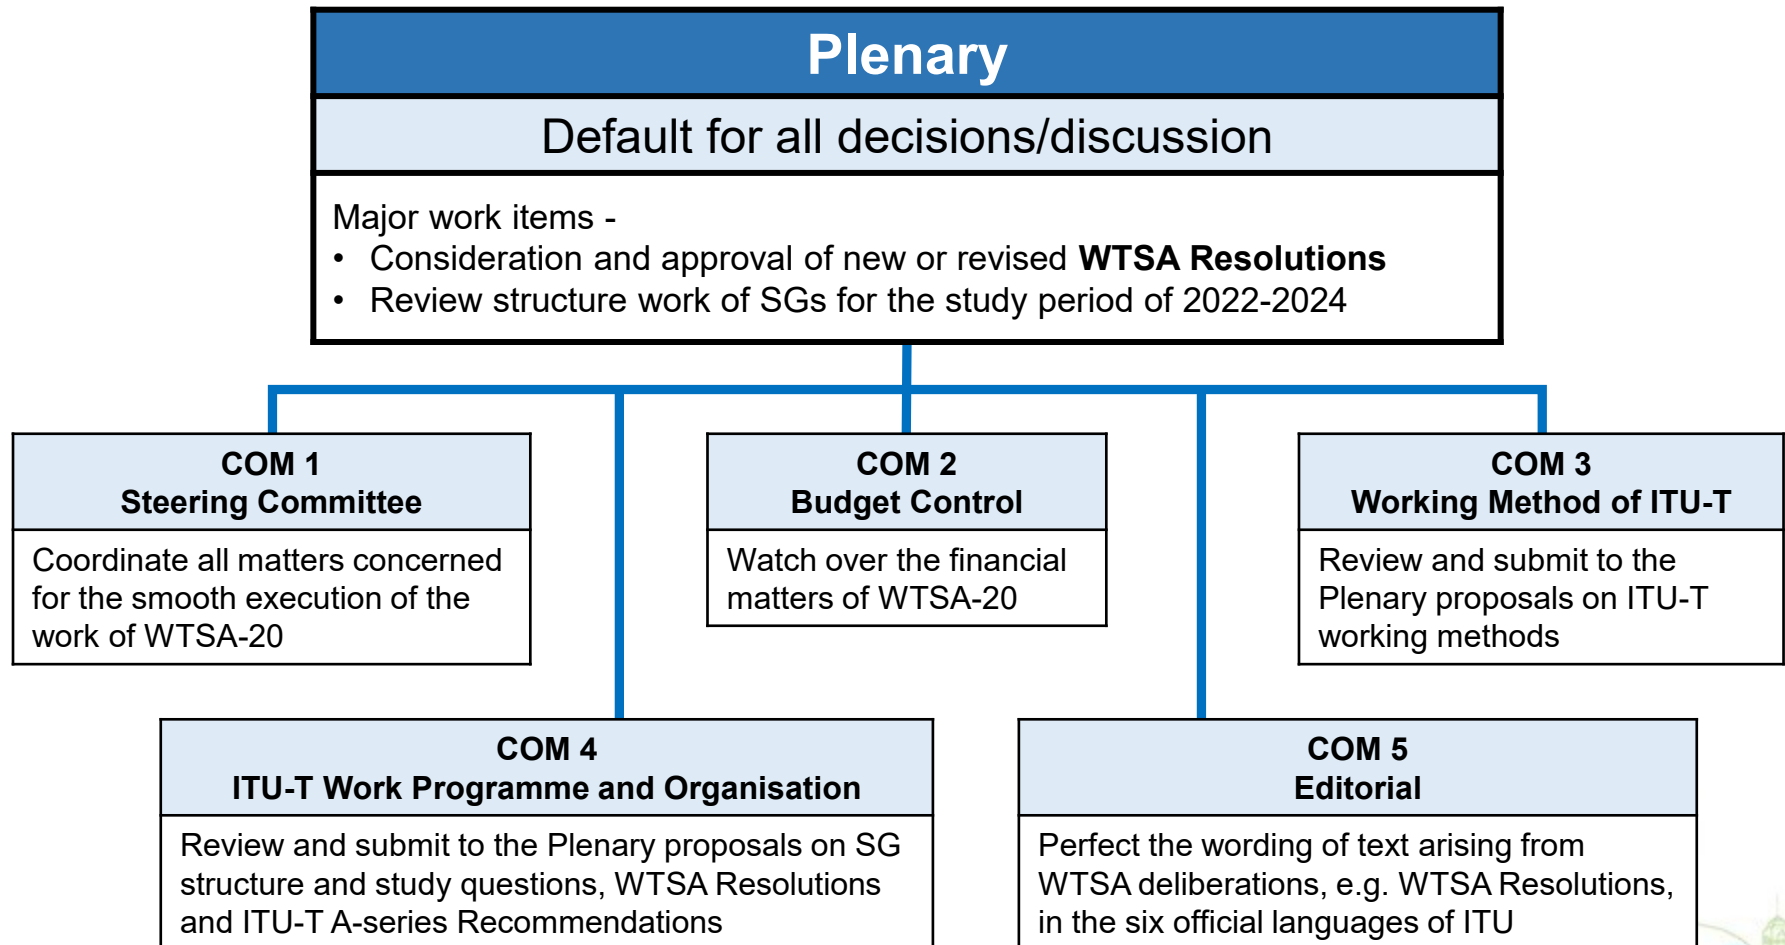 Plenary
Default for all decisions/discussion
Major work items -
• Consideration and approval of new or revised WTSA Resolutions
• Review structure work of SGs for the study period of 2022-2024
COM 1
Steering Committee
Coordinate all matters concerned
for the smooth execution of the
work of WTSA-20
COM 2
Budget Control
Watch over the financial
matters of WTSA-20
COM 3
Working Method of ITU-T
Review and submit to the
Plenary proposals on ITU-T
working methods
COM 4
ITU-T Work Programme and Organisation
Review and submit to the Plenary proposals on SG
structure and study questions, WTSA Resolutions
and ITU-T A-series Recommendations
COM 5
Editorial
Perfect the wording of text arising from
WTSA deliberations, e.g. WTSA Resolutions,
in the six official languages of ITU